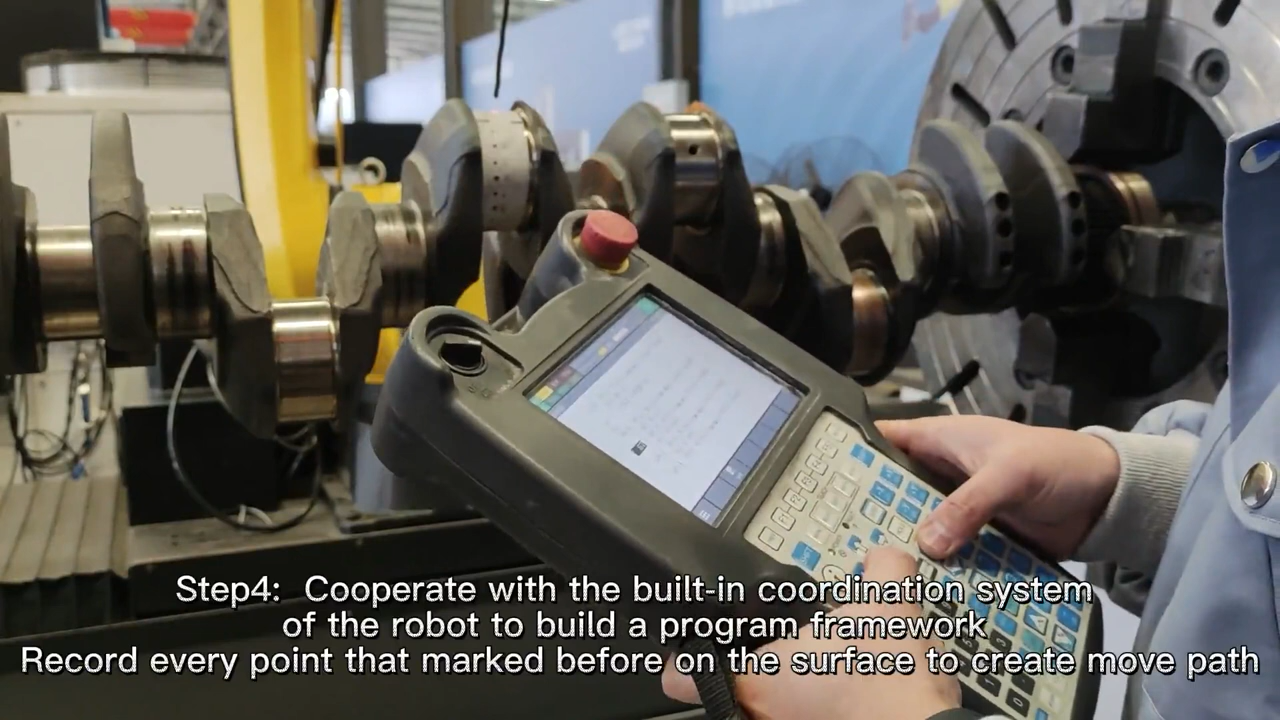 Step4: Cooperate with the built-in coordination system
of the robot to build a program framework
Record every point that marked before on the surface to create move path